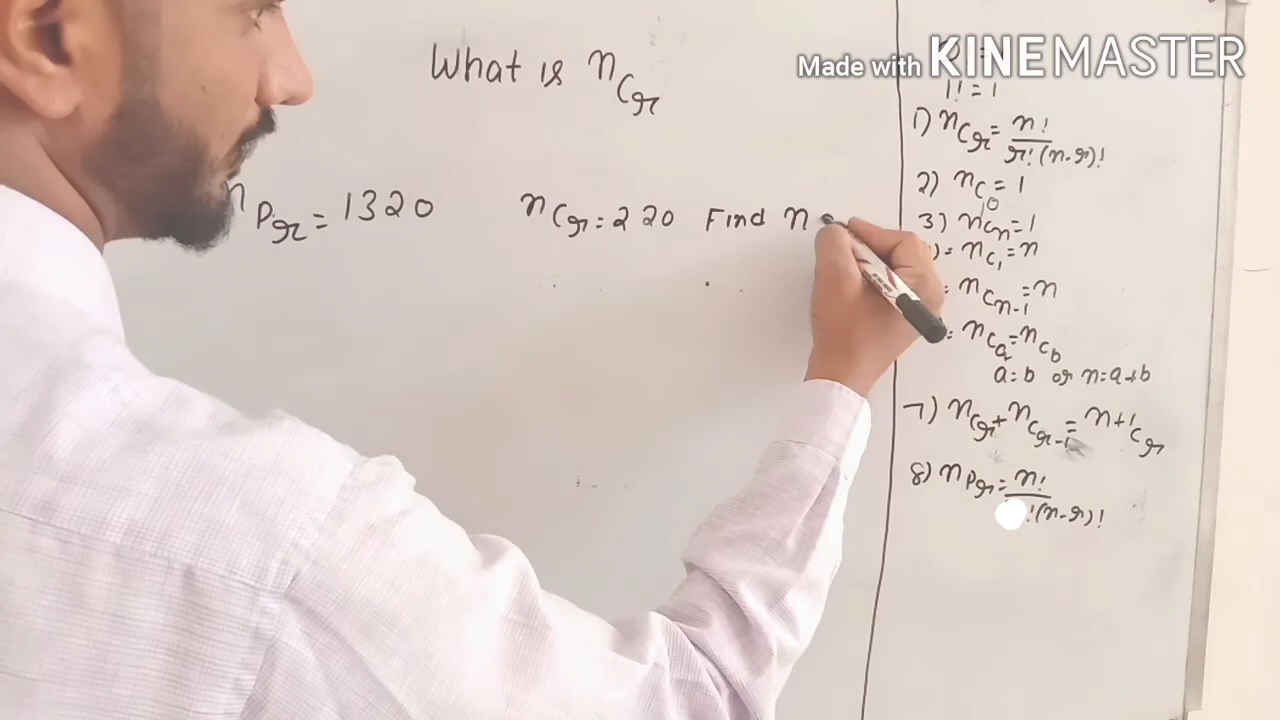 What is nCr
nPr = 1320 nCr = 220 Find n
Made with KINEMASTER
1! = 1
1) nCr = n! / r!(n-r)!
2) nC0 = 1
3) nCn = 1
= nC1 = n
= nCn-1 = n
= nCa = nCb
a = b or n = a+b
7) nCr + nCr-1 = n+1Cr
8) nPr = n! / !(n-r)!